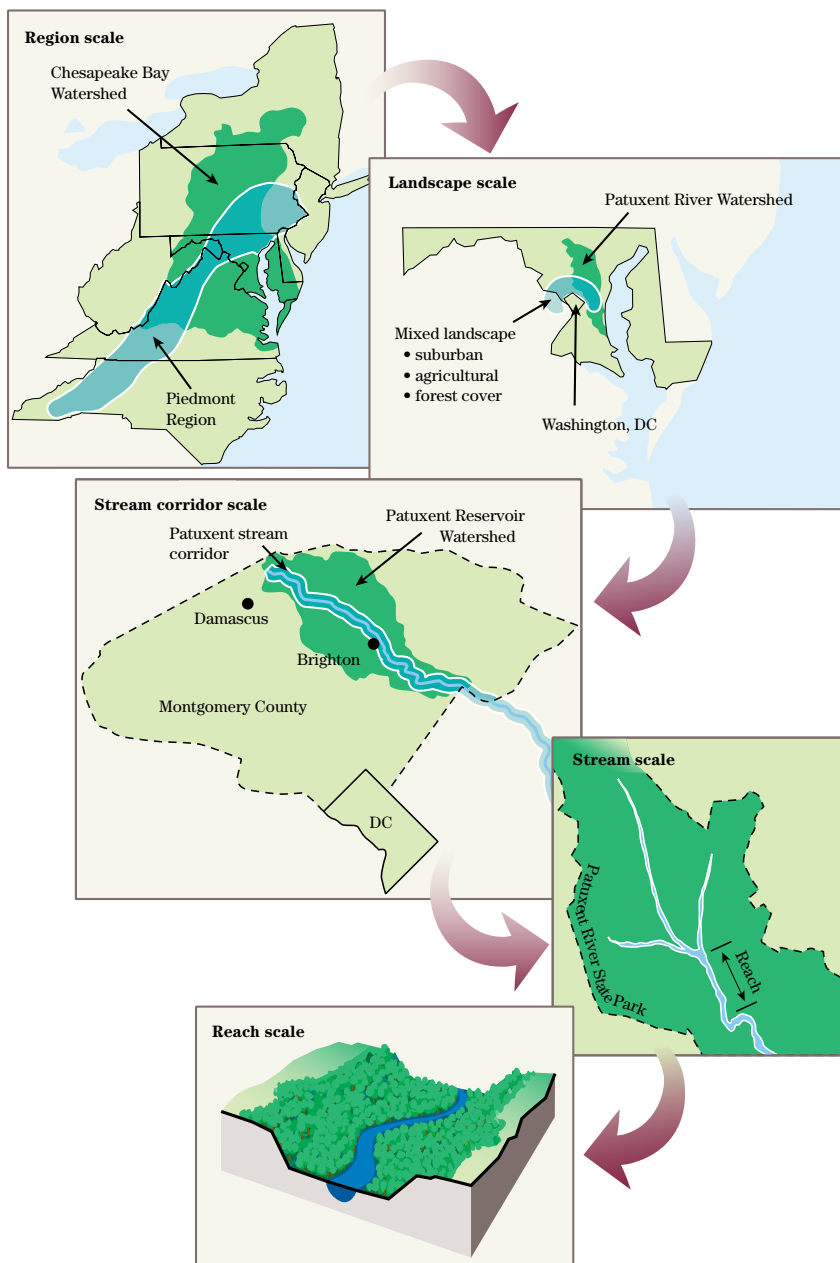 Region scale
Chesapeake Bay
Watershed
Piedmont
Region
Landscape scale
Patuxent River Watershed
Mixed landscape
• suburban
• agricultural
• forest cover
Washington, DC
Stream corridor scale
Patuxent stream
corridor
Patuxent Reservoir
Watershed
Damascus
Brighton
Montgomery County
DC
Stream scale
Patuxent River State Park
Reach
Reach scale